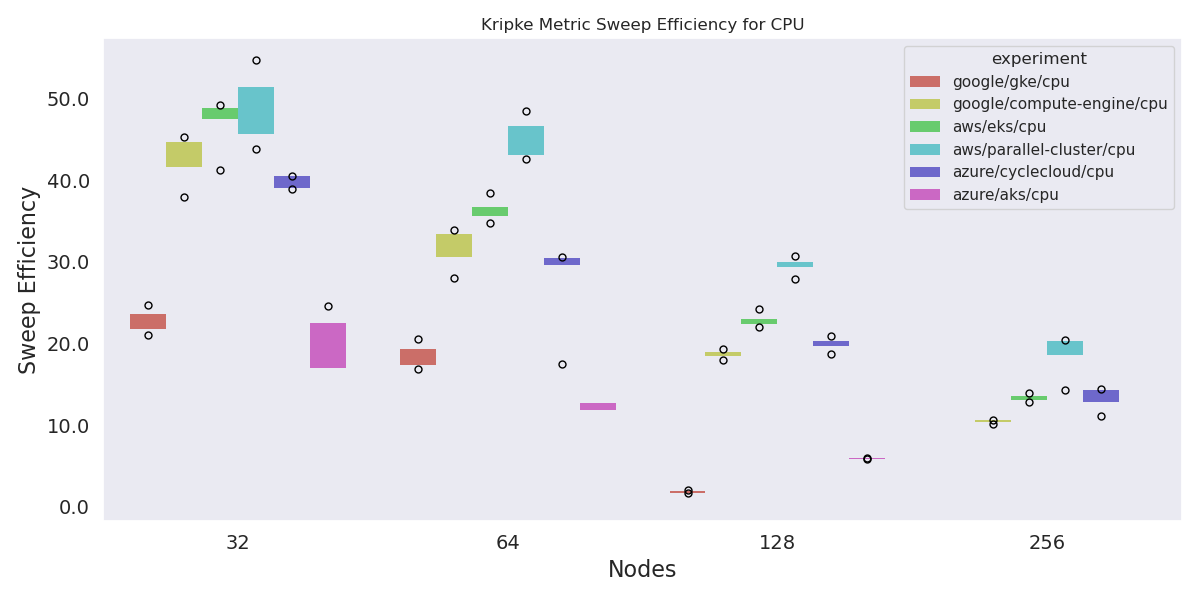 Kripke Metric Sweep Efficiency for CPU
experiment
google/gke/cpu
google/compute-engine/cpu
aws/eks/cpu
aws/parallel-cluster/cpu
azure/cyclecloud/cpu
azure/aks/cpu
Sweep Efficiency
50.0
40.0
30.0
20.0
10.0
0.0
32
64
128
256
Nodes